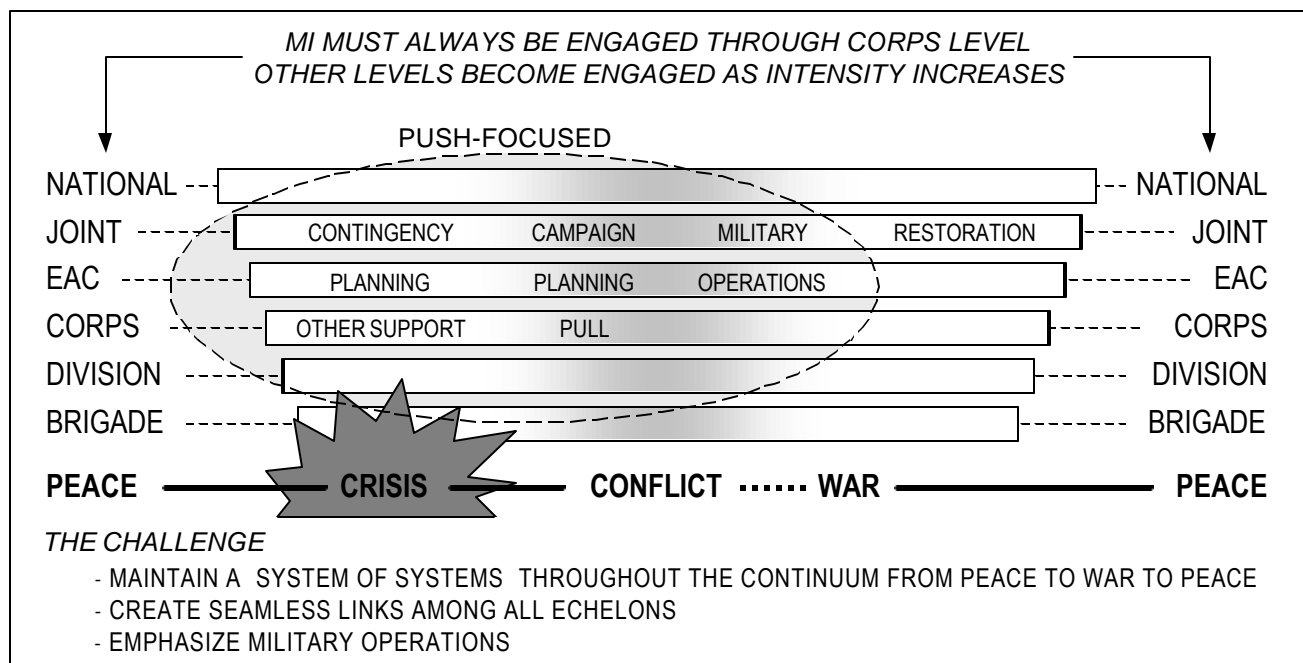 MI MUST ALWAYS BE ENGAGED THROUGH CORPS LEVEL
OTHER LEVELS BECOME ENGAGED AS INTENSITY INCREASES
PUSH-FOCUSED
NATIONAL NATIONAL
JOINT CONTINGENCY CAMPAIGN MILITARY RESTORATION JOINT
EAC PLANNING PLANNING OPERATIONS EAC
CORPS OTHER SUPPORT PULL CORPS
DIVISION DIVISION
BRIGADE BRIGADE
PEACE CRISIS CONFLICT WAR PEACE
THE CHALLENGE
- MAINTAIN A SYSTEM OF SYSTEMS THROUGHOUT THE CONTINUUM FROM PEACE TO WAR TO PEACE
- CREATE SEAMLESS LINKS AMONG ALL ECHELONS
- EMPHASIZE MILITARY OPERATIONS